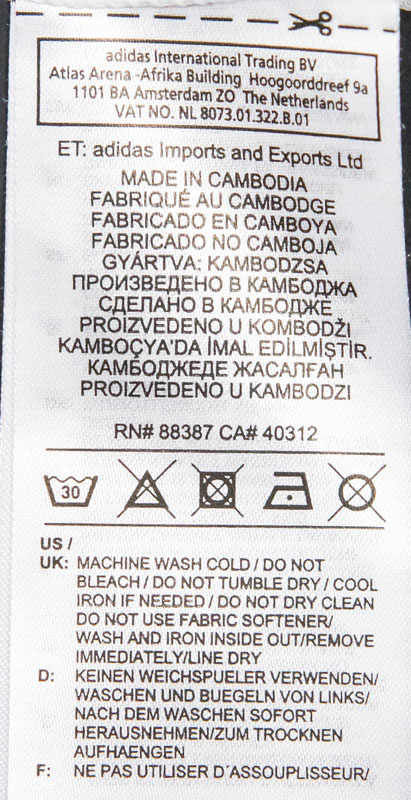 adidas International Trading BV
Atlas Arena -Afrika Building Hoogoorddreef 9a
1101 BA Amsterdam ZO The Netherlands
VAT NO. NL 8073.01.322.B.01
ET: adidas Imports and Exports Ltd
MADE IN CAMBODIA
FABRIQUÉ AU CAMBODGE
FABRICADO EN CAMBOYA
FABRICADO NO CAMBOJA
GYÁRTVA: KAMBODZSA
ПРОИЗВЕДЕНО В КАМБОДЖА
СДЕЛАНО В КАМБОДЖЕ
PROIZVEDENO U KOMBODŽI
KAMBOÇYA'DA İMAL EDİLMİŞTİR.
КАМБОДЖЕДЕ ЖАСАЛҒАН
PROIZVEDENO U KAMBODZI
RN# 88387 CA# 40312
30
US /
UK: MACHINE WASH COLD / DO NOT
BLEACH / DO NOT TUMBLE DRY / COOL
IRON IF NEEDED / DO NOT DRY CLEAN
DO NOT USE FABRIC SOFTENER/
WASH AND IRON INSIDE OUT/REMOVE
IMMEDIATELY/LINE DRY
D: KEINEN WEICHSPUELER VERWENDEN/
WASCHEN UND BUEGELN VON LINKS/
NACH DEM WASCHEN SOFORT
HERAUSNEHMEN/ZUM TROCKNEN
AUFHAENGEN
F: NE PAS UTILISER D´ASSOUPLISSEUR/